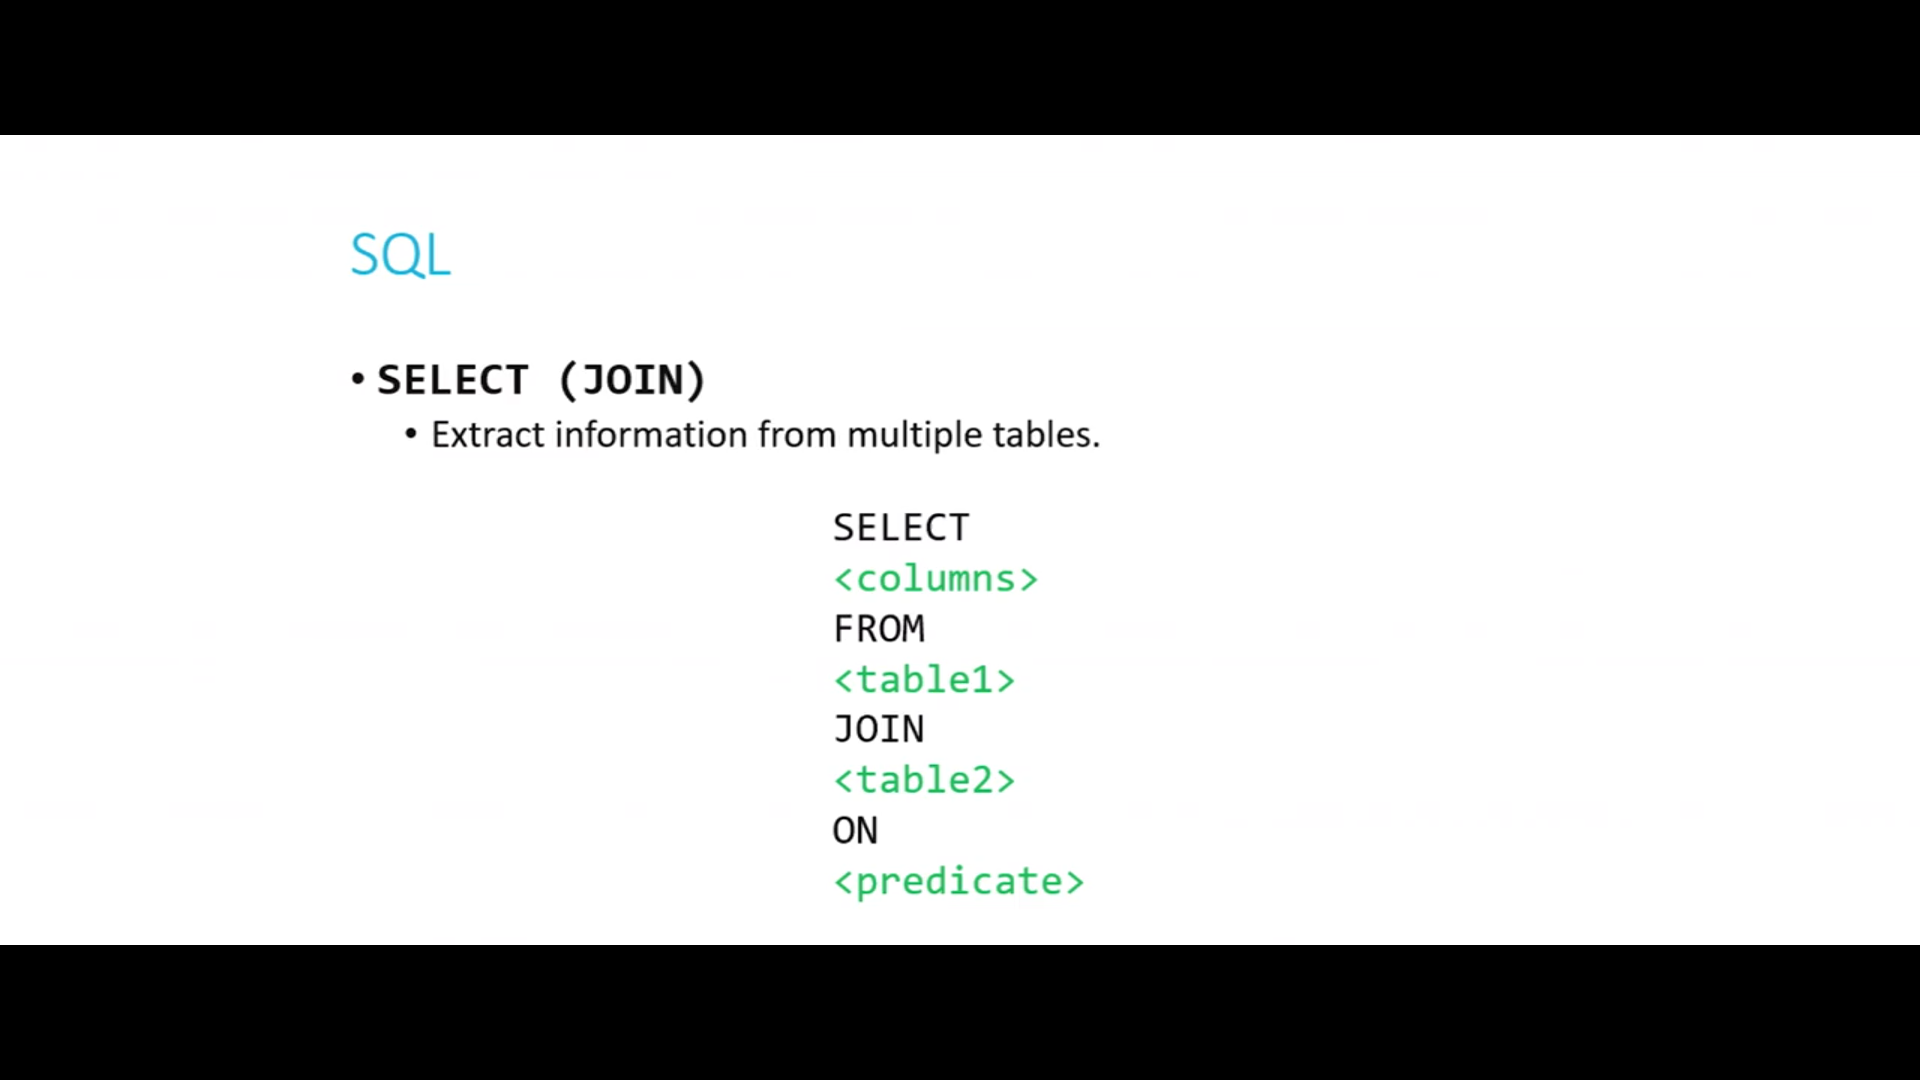 SQL
• SELECT (JOIN)
• Extract information from multiple tables.
SELECT
<columns>
FROM
<table1>
JOIN
<table2>
ON
<predicate>